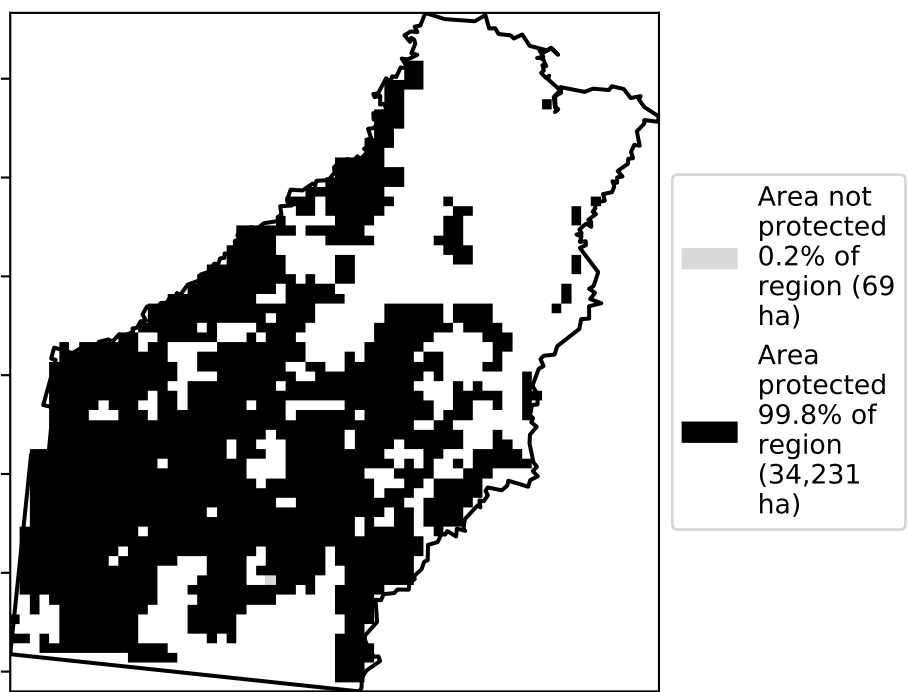 Area not
protected
0.2% of
region (69
ha)
Area
protected
99.8% of
region
(34,231
ha)